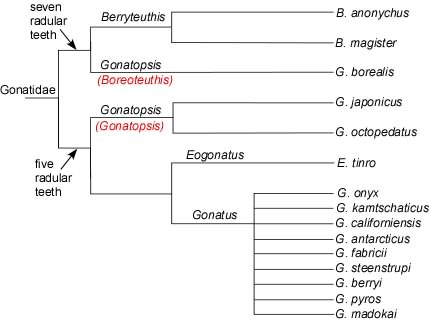 seven
radular
teeth
Berryteuthis
B. anonychus
B. magister
Gonatopsis
(Boreoteuthis)
G. borealis
Gonatidae
Gonatopsis
(Gonatopsis)
G. japonicus
G. octopedatus
five
radular
teeth
Eogonatus
E. tinro
Gonatus
G. onyx
G. kamtschaticus
G. californiensis
G. antarcticus
G. fabricii
G. steenstrupi
G. berryi
G. pyros
G. madokai